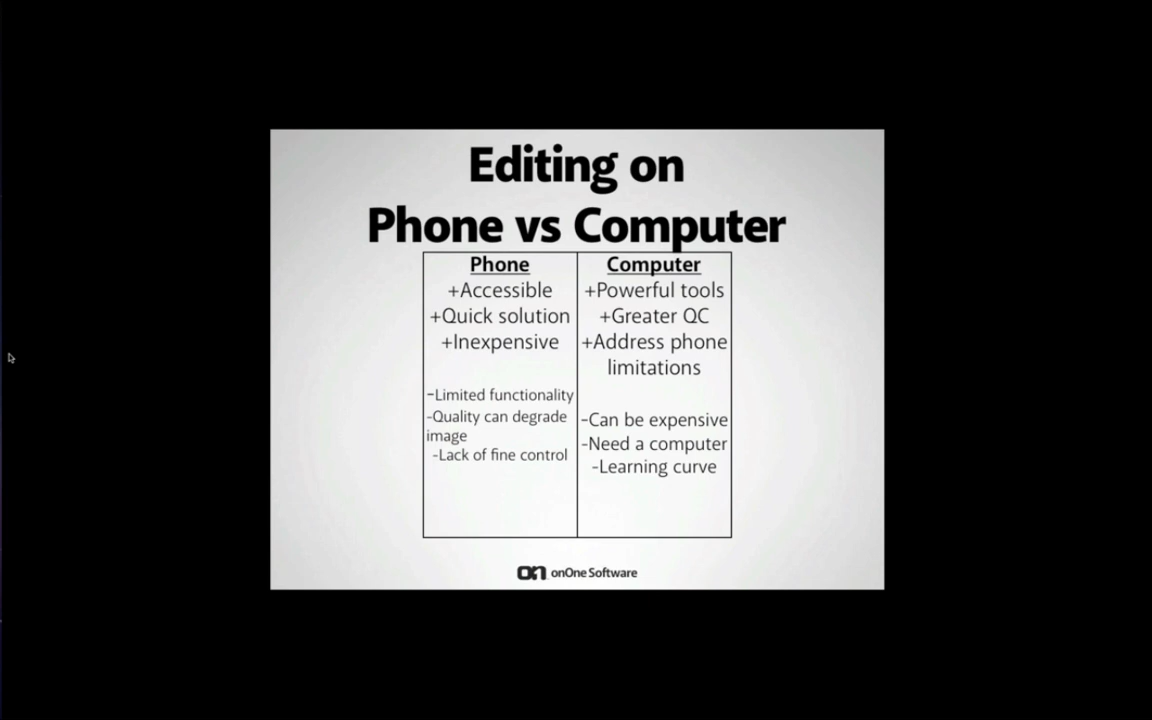 Editing on
Phone vs Computer
Phone
+Accessible
+Quick solution
+Inexpensive
-Limited functionality
-Quality can degrade
image
-Lack of fine control
Computer
+Powerful tools
+Greater QC
+Address phone
limitations
-Can be expensive
-Need a computer
-Learning curve
on onOne Software